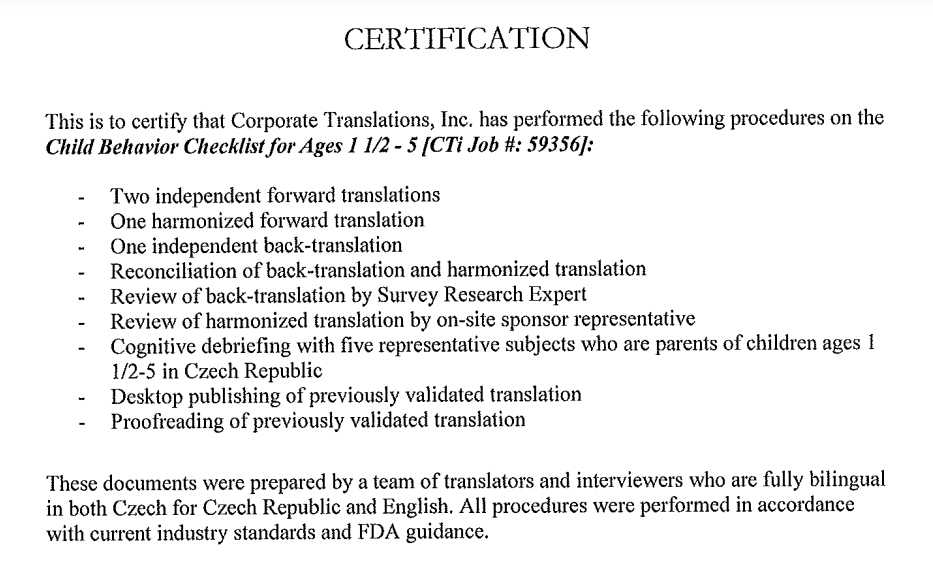 CERTIFICATION
This is to certify that Corporate Translations, Inc. has performed the following procedures on the
Child Behavior Checklist for Ages 1 1/2 - 5 [CTi Job #: 59356]:
- Two independent forward translations
- One harmonized forward translation
- One independent back-translation
- Reconciliation of back-translation and harmonized translation
- Review of back-translation by Survey Research Expert
- Review of harmonized translation by on-site sponsor representative
- Cognitive debriefing with five representative subjects who are parents of children ages 1
1/2-5 in Czech Republic
- Desktop publishing of previously validated translation
- Proofreading of previously validated translation
These documents were prepared by a team of translators and interviewers who are fully bilingual
in both Czech for Czech Republic and English. All procedures were performed in accordance
with current industry standards and FDA guidance.